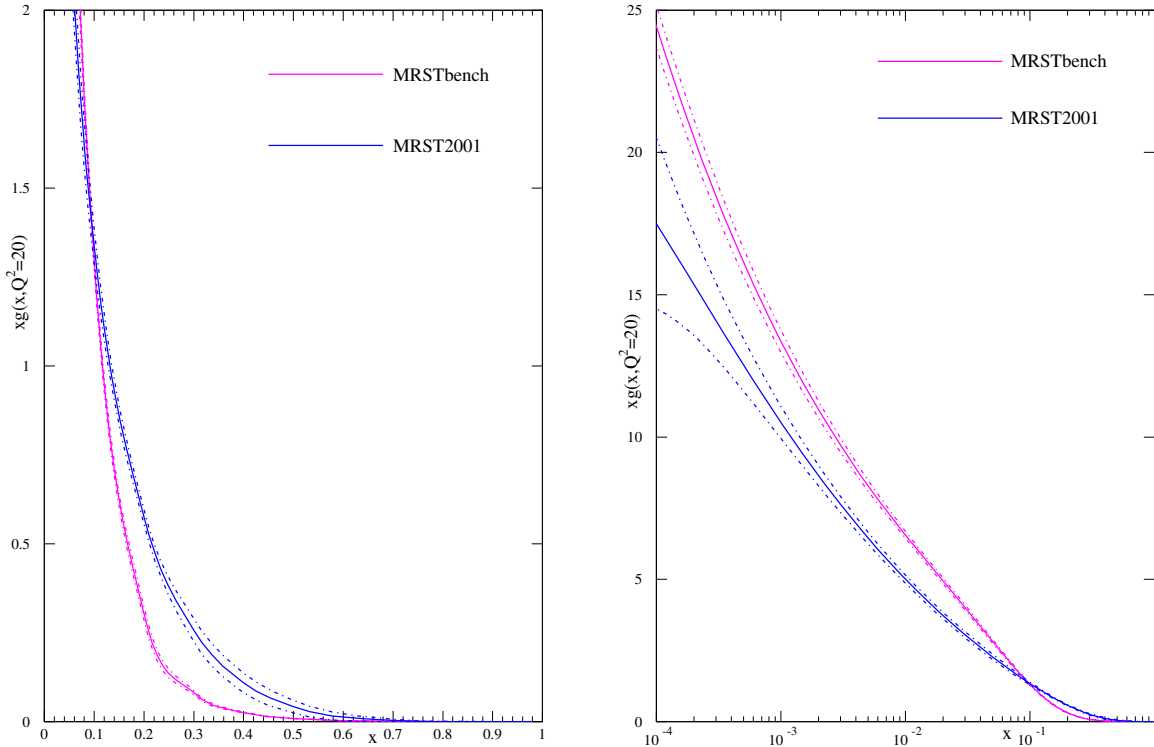 2
1.5
1
0.5
0
xg(x,Q²=20)
MRSTbench
MRST2001
0 0.1 0.2 0.3 0.4 0.5 0.6 0.7 0.8 0.9 1
x
25
20
15
10
5
0
xg(x,Q²=20)
MRSTbench
MRST2001
10⁻⁴ 10⁻³ 10⁻² 10⁻¹
x